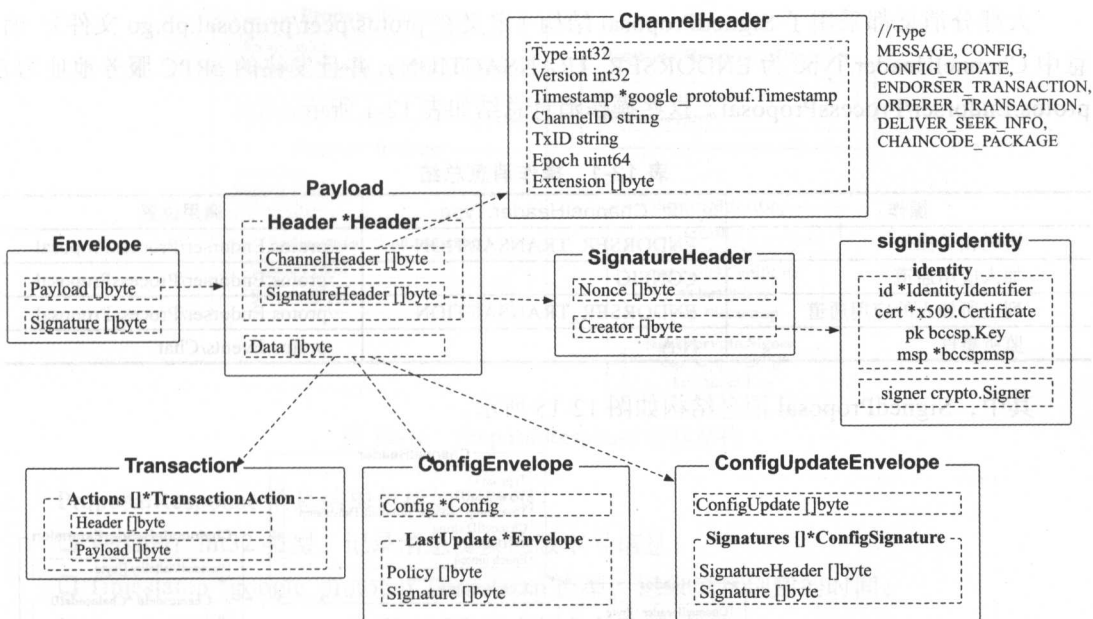 ChannelHeader
Type int32
Version int32
Timestamp *google_protobuf.Timestamp
ChannelID string
TxID string
Epoch uint64
Extension []byte
//Type
MESSAGE, CONFIG,
CONFIG_UPDATE,
ENDORSER_TRANSACTION,
ORDERER_TRANSACTION,
DELIVER_SEEK_INFO,
CHAINCODE_PACKAGE
Payload
Header *Header
ChannelHeader []byte
SignatureHeader []byte
Data []byte
Envelope
Payload []byte
Signature []byte
SignatureHeader
Nonce []byte
Creator []byte
signingidentity
identity
id *IdentityIdentifier
cert *x509.Certificate
pk bccsp.Key
msp *bccspmsp
signer crypto.Signer
Transaction
Actions []*TransactionAction
Header []byte
Payload []byte
ConfigEnvelope
Config *Config
LastUpdate *Envelope
Policy []byte
Signature []byte
ConfigUpdateEnvelope
ConfigUpdate []byte
Signatures []*ConfigSignature
SignatureHeader []byte
Signature []byte